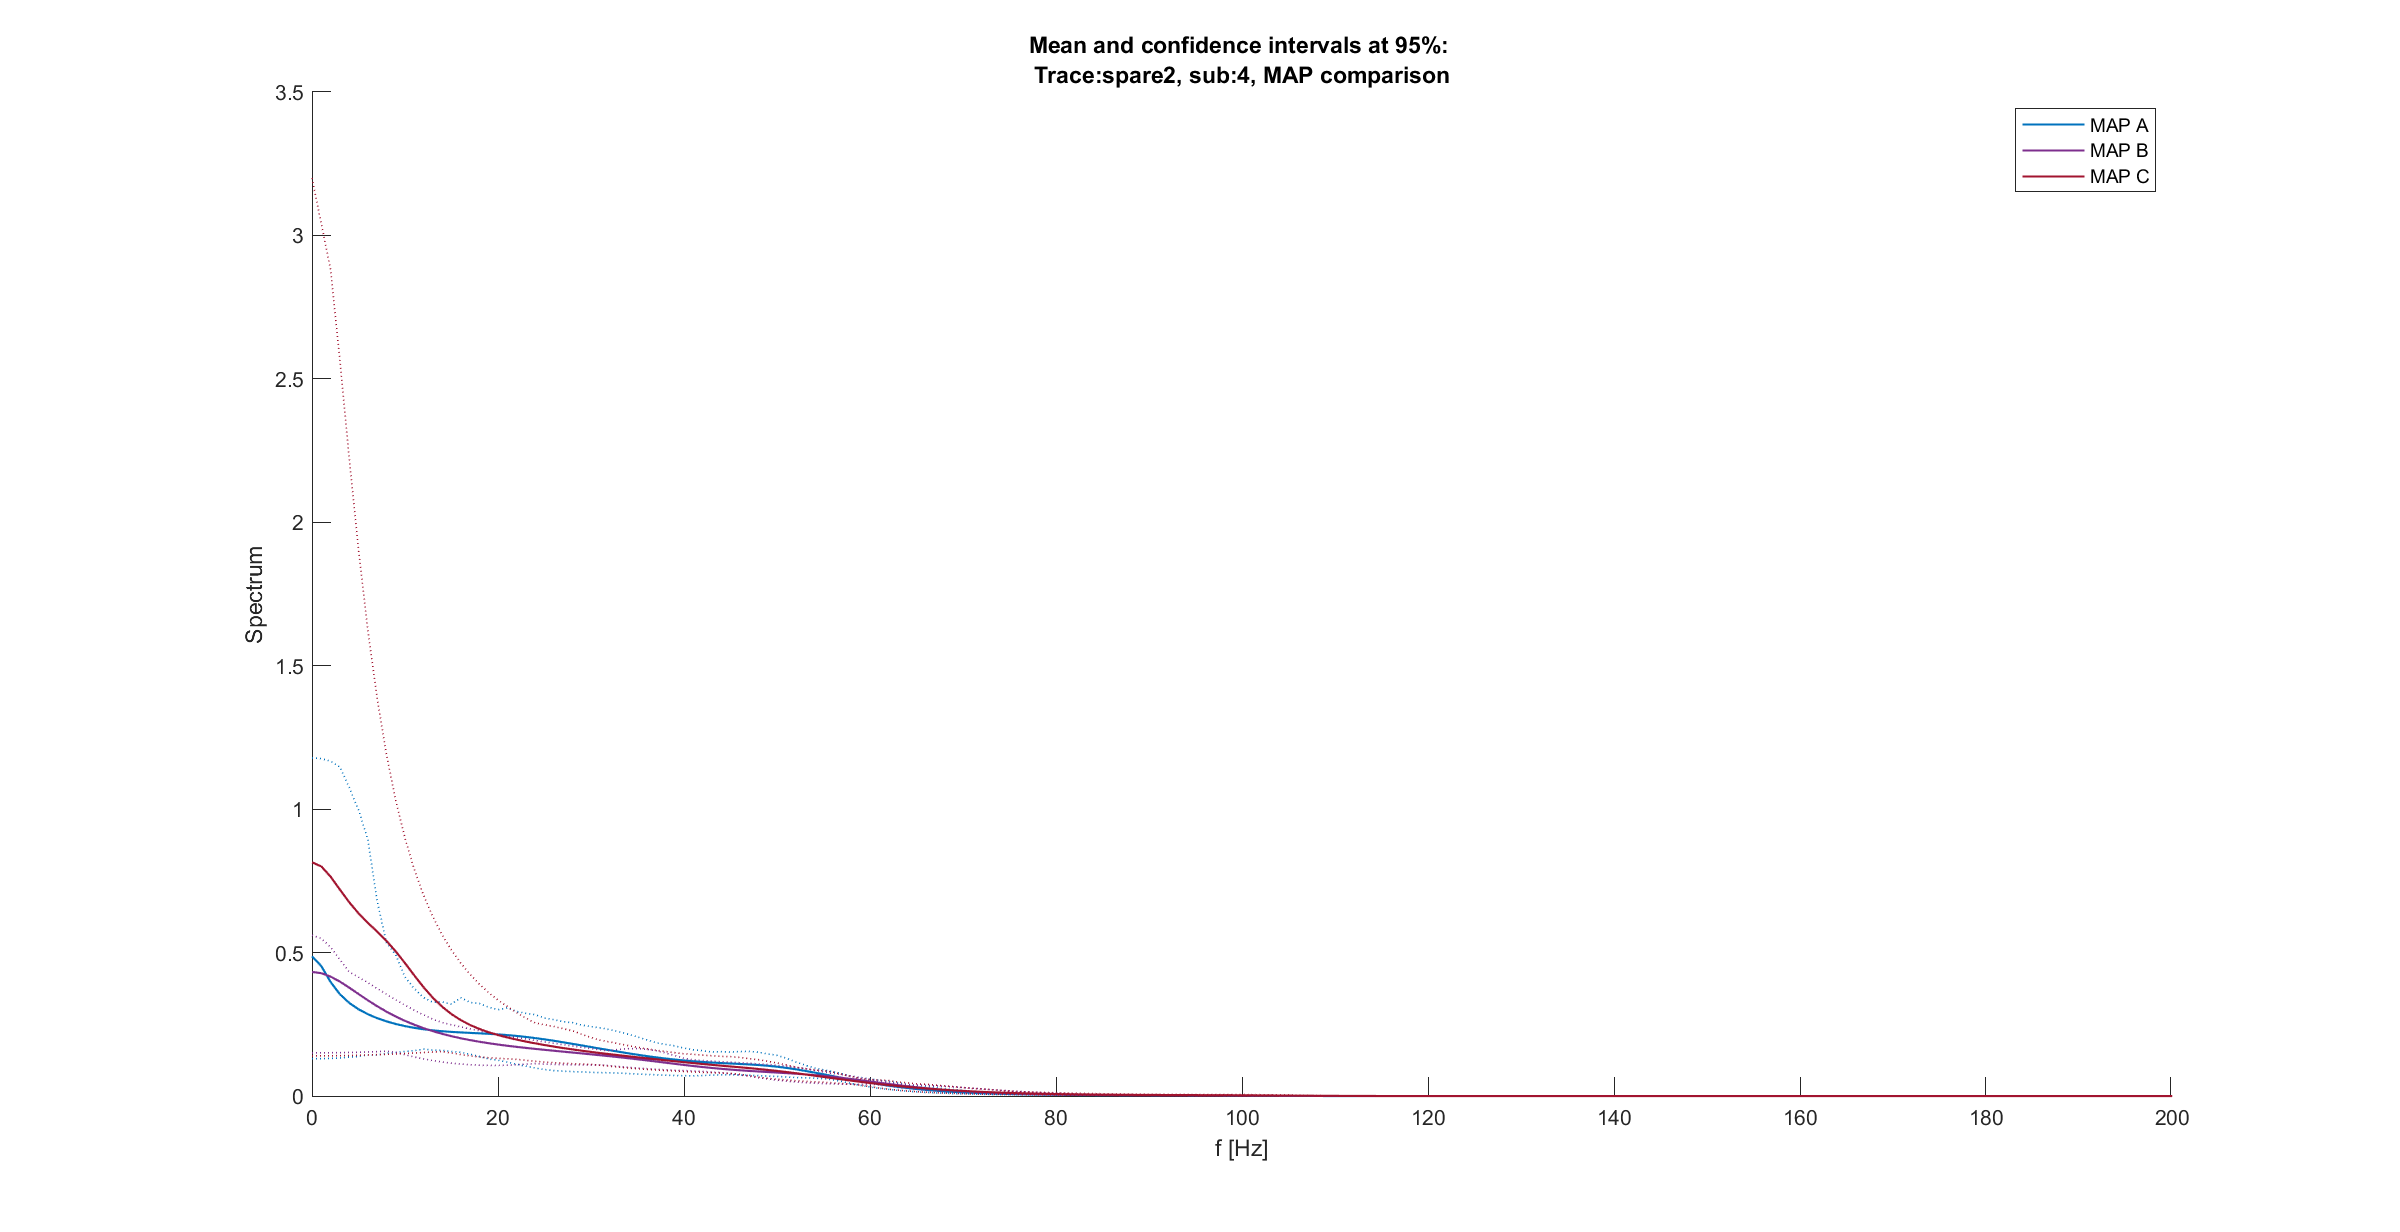 Mean and confidence intervals at 95%:
Trace:spare2, sub:4, MAP comparison
MAP A
MAP B
MAP C
3.5
3
2.5
2
1.5
1
0.5
0
Spectrum
0 20 40 60 80 100 120 140 160 180 200
f [Hz]